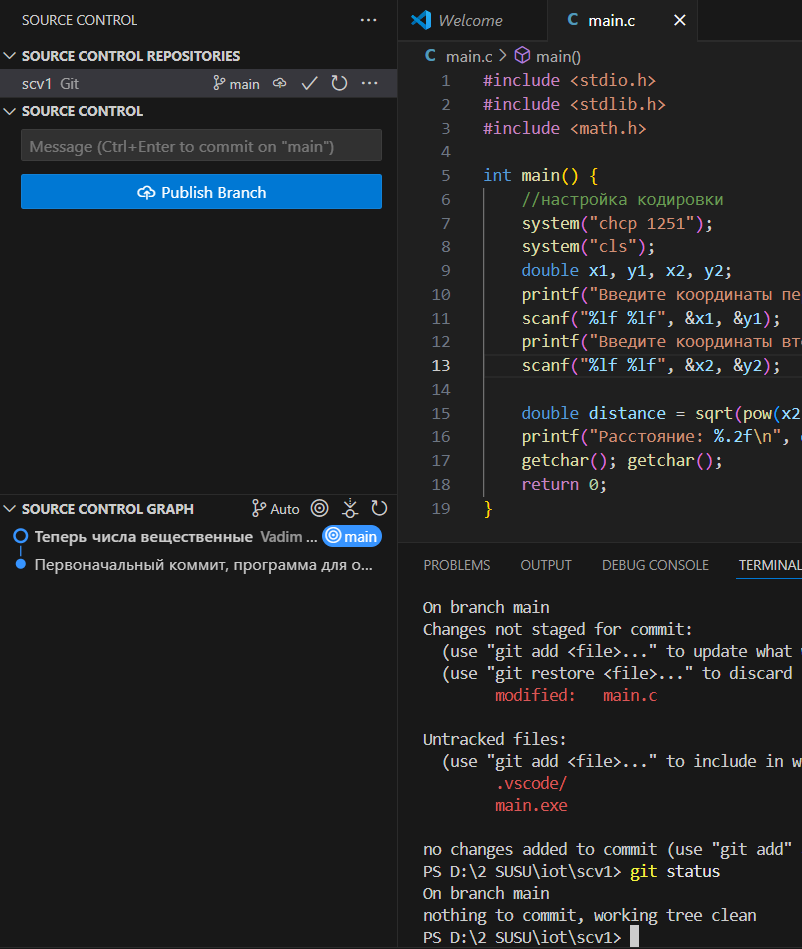 SOURCE CONTROL
SOURCE CONTROL REPOSITORIES
scv1 Git main
SOURCE CONTROL
Message (Ctrl+Enter to commit on "main")
Publish Branch
SOURCE CONTROL GRAPH Auto
Теперь числа вещественные Vadim ... main
Первоначальный коммит, программа для о...
Welcome
C main.c
C main.c > main()
1 #include <stdio.h>
2 #include <stdlib.h>
3 #include <math.h>
4
5 int main() {
6 //настройка кодировки
7 system("chcp 1251");
8 system("cls");
9 double x1, y1, x2, y2;
10 printf("Введите координаты пе
11 scanf("%lf %lf", &x1, &y1);
12 printf("Введите координаты вто
13 scanf("%lf %lf", &x2, &y2);
14
15 double distance = sqrt(pow(x2
16 printf("Расстояние: %.2f\n",
17 getchar(); getchar();
18 return 0;
19 }
PROBLEMS OUTPUT DEBUG CONSOLE TERMINAL
On branch main
Changes not staged for commit:
(use "git add <file>..." to update what
(use "git restore <file>..." to discard
modified: main.c
Untracked files:
(use "git add <file>..." to include in w
.vscode/
main.exe
no changes added to commit (use "git add"
PS D:\2 SUSU\iot\scv1> git status
On branch main
nothing to commit, working tree clean
PS D:\2 SUSU\iot\scv1>